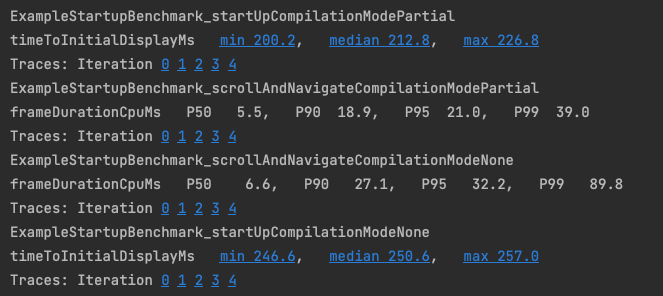 ExampleStartupBenchmark_startUpCompilationModePartial
timeToInitialDisplayMs   min 200.2,   median 212.8,   max 226.8
Traces: Iteration 0 1 2 3 4
ExampleStartupBenchmark_scrollAndNavigateCompilationModePartial
frameDurationCpuMs   P50   5.5,   P90  18.9,   P95  21.0,   P99  39.0
Traces: Iteration 0 1 2 3 4
ExampleStartupBenchmark_scrollAndNavigateCompilationModeNone
frameDurationCpuMs   P50    6.6,   P90   27.1,   P95   32.2,   P99   89.8
Traces: Iteration 0 1 2 3 4
ExampleStartupBenchmark_startUpCompilationModeNone
timeToInitialDisplayMs   min 246.6,   median 250.6,   max 257.0
Traces: Iteration 0 1 2 3 4